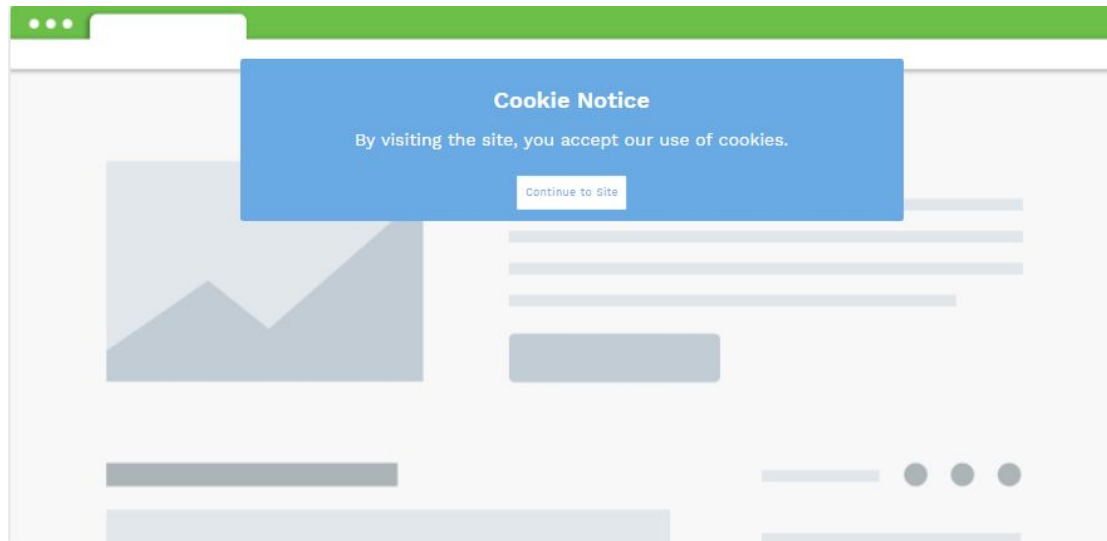 Cookie Notice
By visiting the site, you accept our use of cookies.
Continue to Site